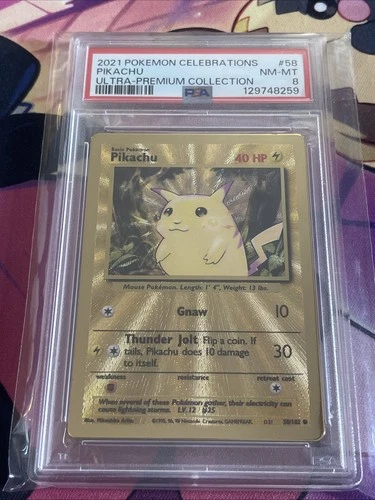 2021 POKEMON CELEBRATIONS #58
PIKACHU NM-MT
ULTRA-PREMIUM COLLECTION 8
PSA 129748259
Basic Pokémon
Pikachu 40 HP
Mouse Pokémon. Length: 1' 4", Weight: 13 lbs.
Gnaw 10
Thunder Jolt Flip a coin. If
tails, Pikachu does 10 damage
to itself.
30
weakness resistance retreat cost
When several of these Pokémon gather, their electricity can
cause lightning storms. LV. 12 #25
58/102